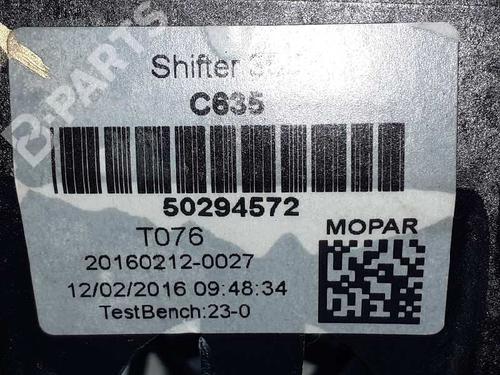 Shifter
C635
50294572
T076
MOPAR
20160212-0027
12/02/2016 09:48:34
TestBench:23-0
B-PARTS